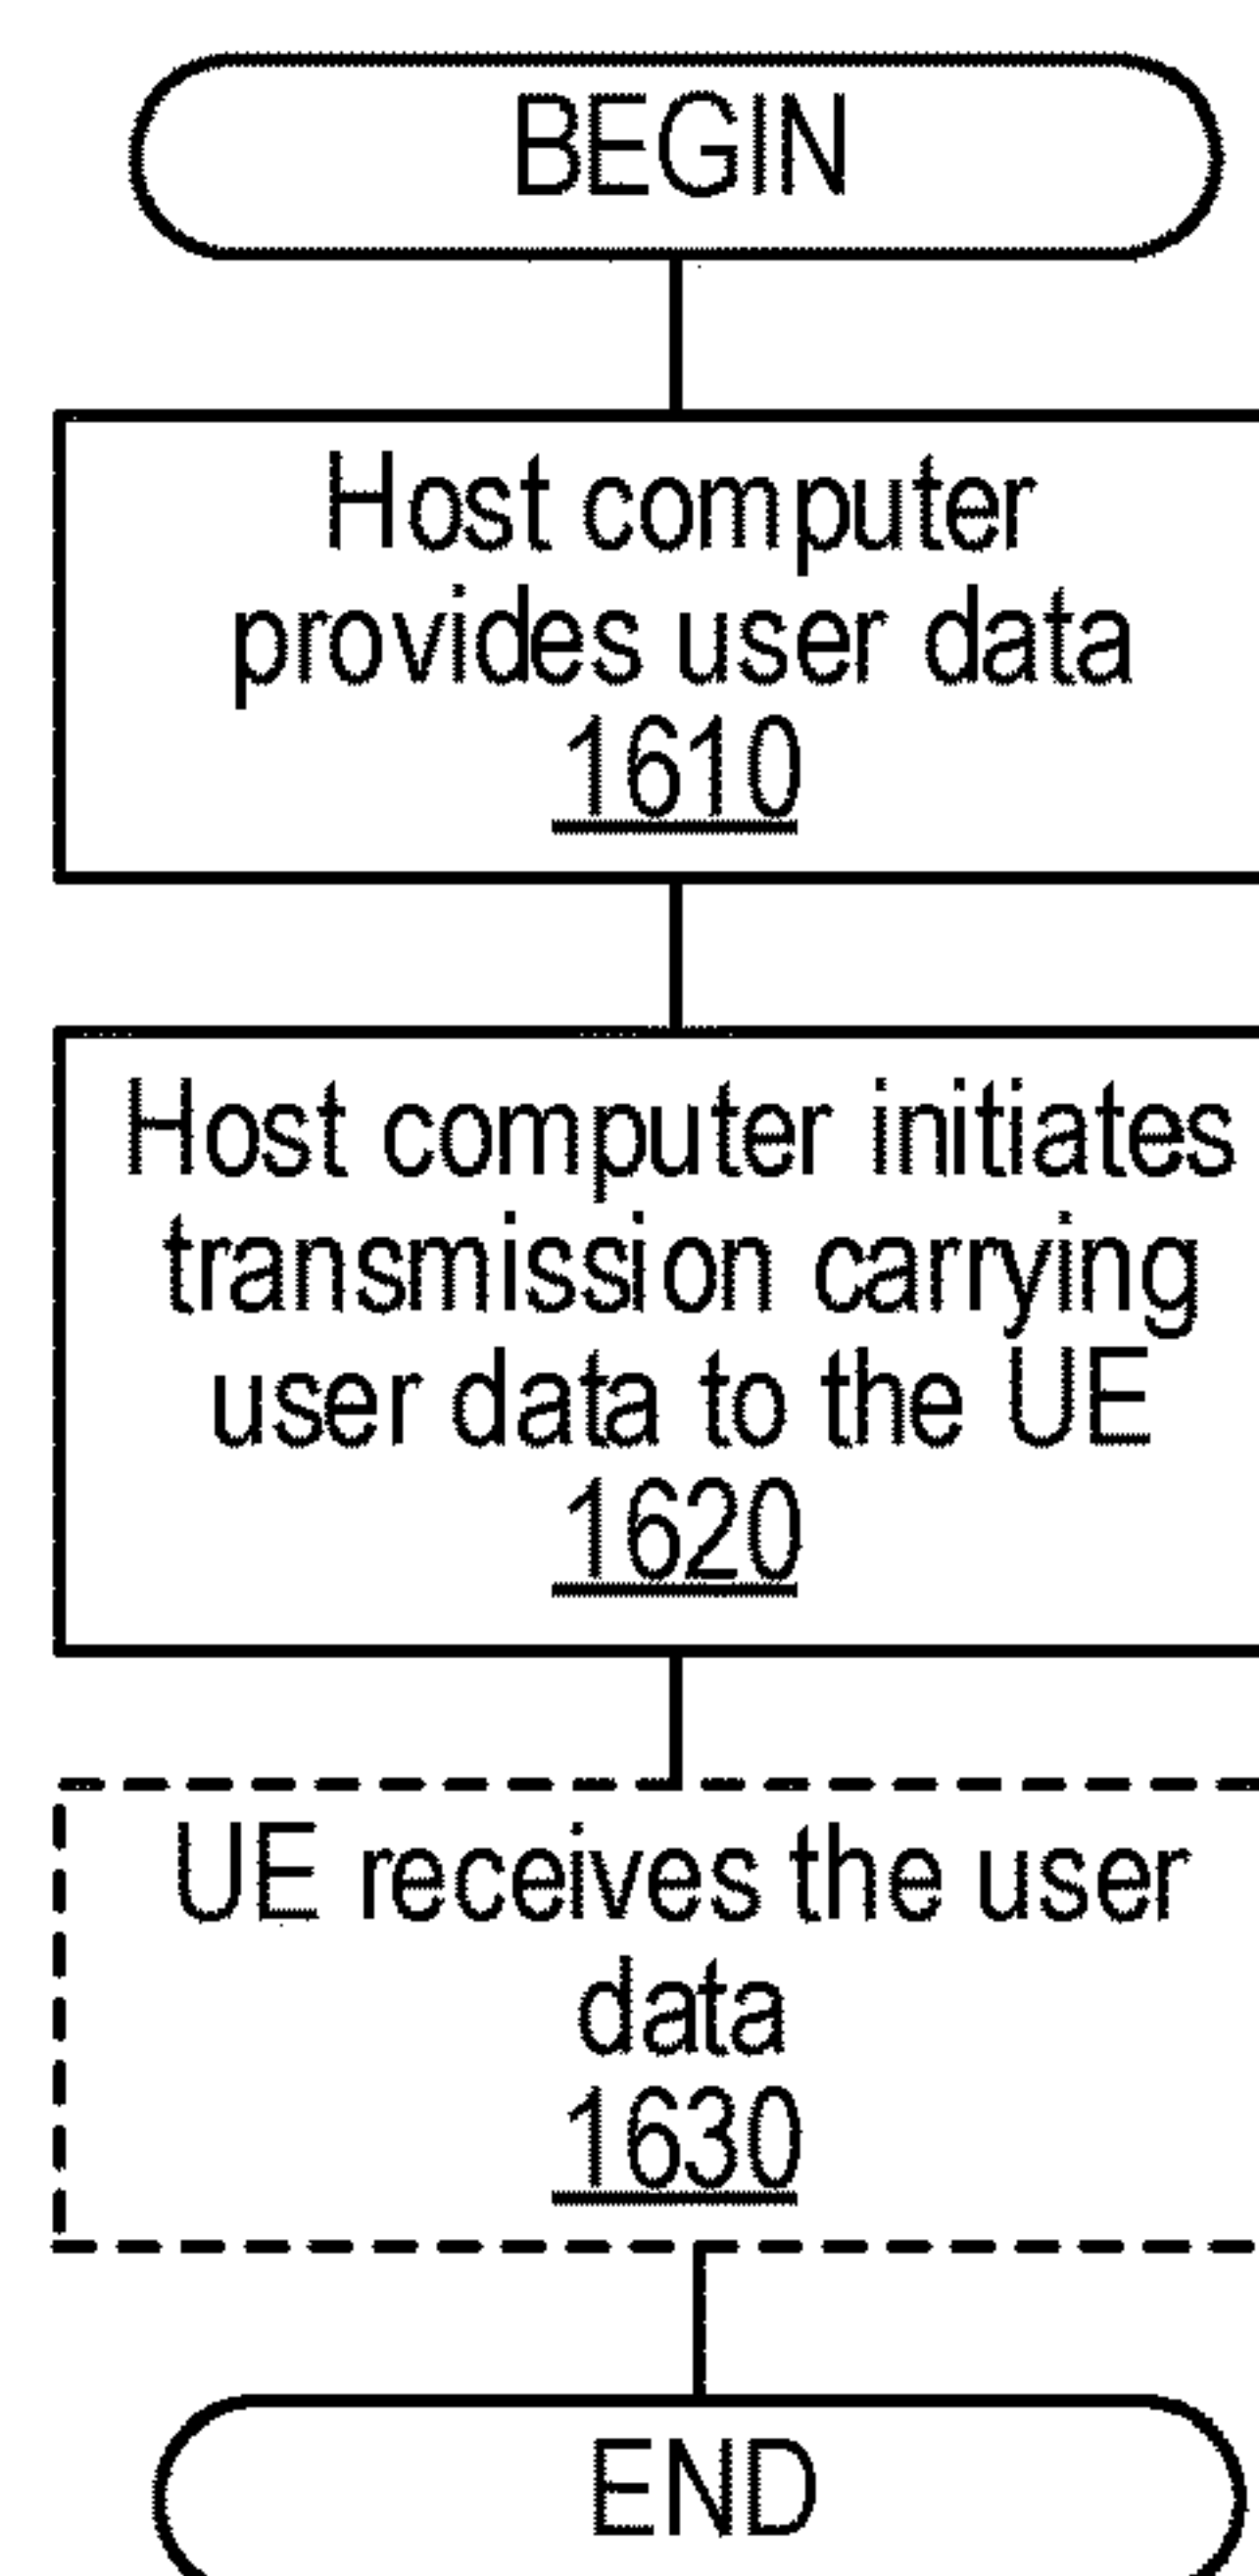 BEGIN
Host computer
provides user data
1610
Host computer initiates
transmission carrying
user data to the UE
1620
UE receives the user
data
1630
END